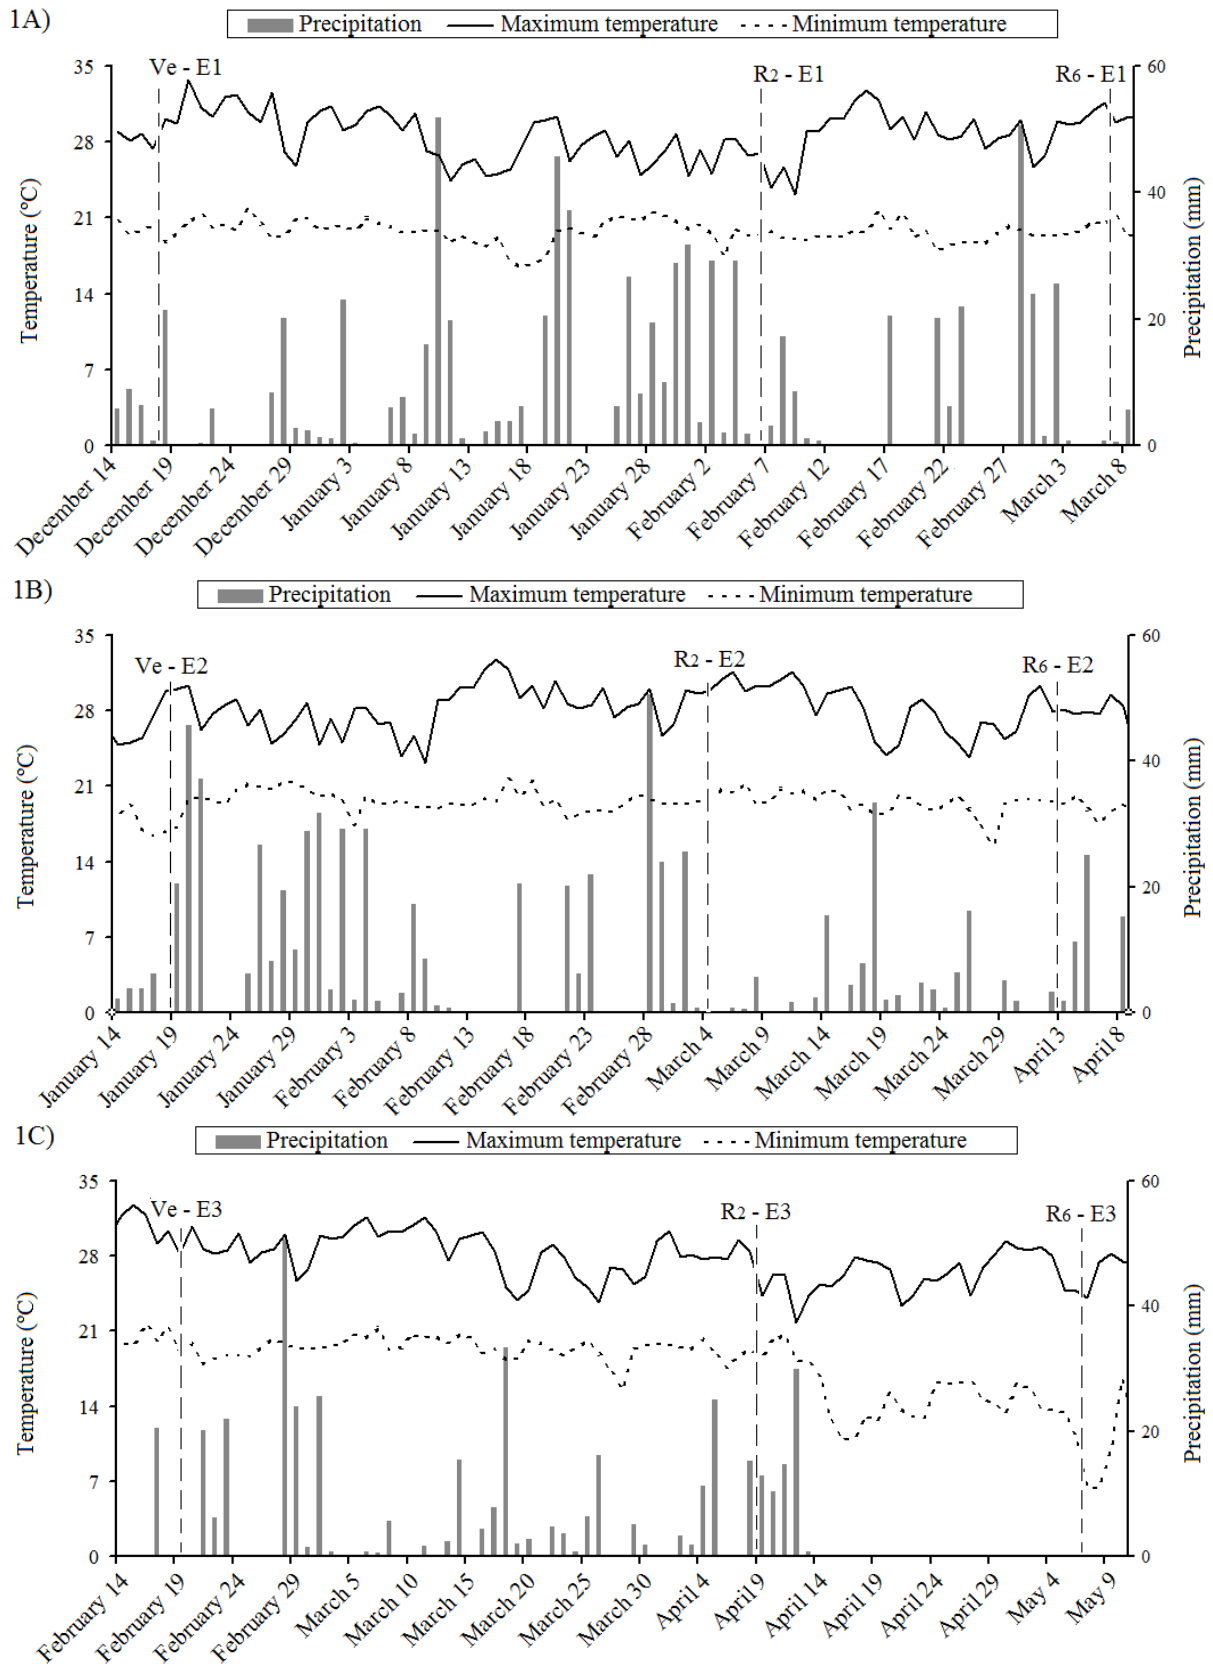 1A)
Precipitation Maximum temperature Minimum temperature
Ve - E1 R2 - E1 R6 - E1
Temperature (°C)
35
28
21
14
7
0
Precipitation (mm)
60
40
20
0
December 14 December 19 December 24 December 29 January 3 January 8 January 13 January 18 January 23 January 28 February 2 February 7 February 12 February 17 February 22 February 27 March 3 March 8
1B)
Precipitation Maximum temperature Minimum temperature
Ve - E2 R2 - E2 R6 - E2
Temperature (°C)
35
28
21
14
7
0
Precipitation (mm)
60
40
20
0
January 14 January 19 January 24 January 29 February 3 February 8 February 13 February 18 February 23 February 28 March 4 March 9 March 14 March 19 March 24 March 29 April 3 April 8
1C)
Precipitation Maximum temperature Minimum temperature
Ve - E3 R2 - E3 R6 - E3
Temperature (°C)
35
28
21
14
7
0
Precipitation (mm)
60
40
20
0
February 14 February 19 February 24 February 29 March 5 March 10 March 15 March 20 March 25 March 30 April 4 April 9 April 14 April 19 April 24 April 29 May 4 May 9